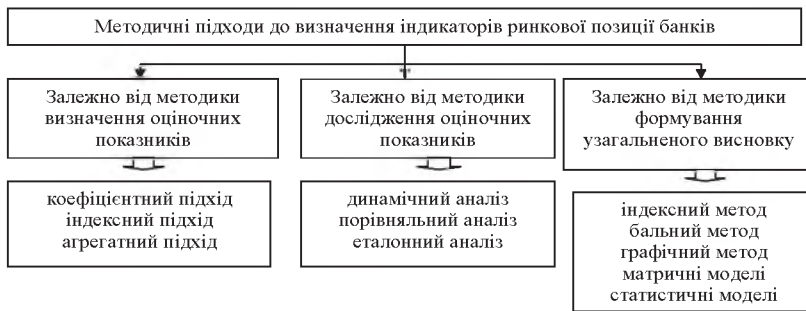 Методичні підходи до визначення індикаторів ринкової позиції банків
Залежно від методики
визначення оціночних
показників
Залежно від методики
дослідження оціночних
показників
Залежно від методики
формування
узагальненого висновку
коефіцієнтний підхід
індексний підхід
агрегатний підхід
динамічний аналіз
порівняльний аналіз
еталонний аналіз
індексний метод
бальний метод
графічний метод
матричні моделі
статистичні моделі